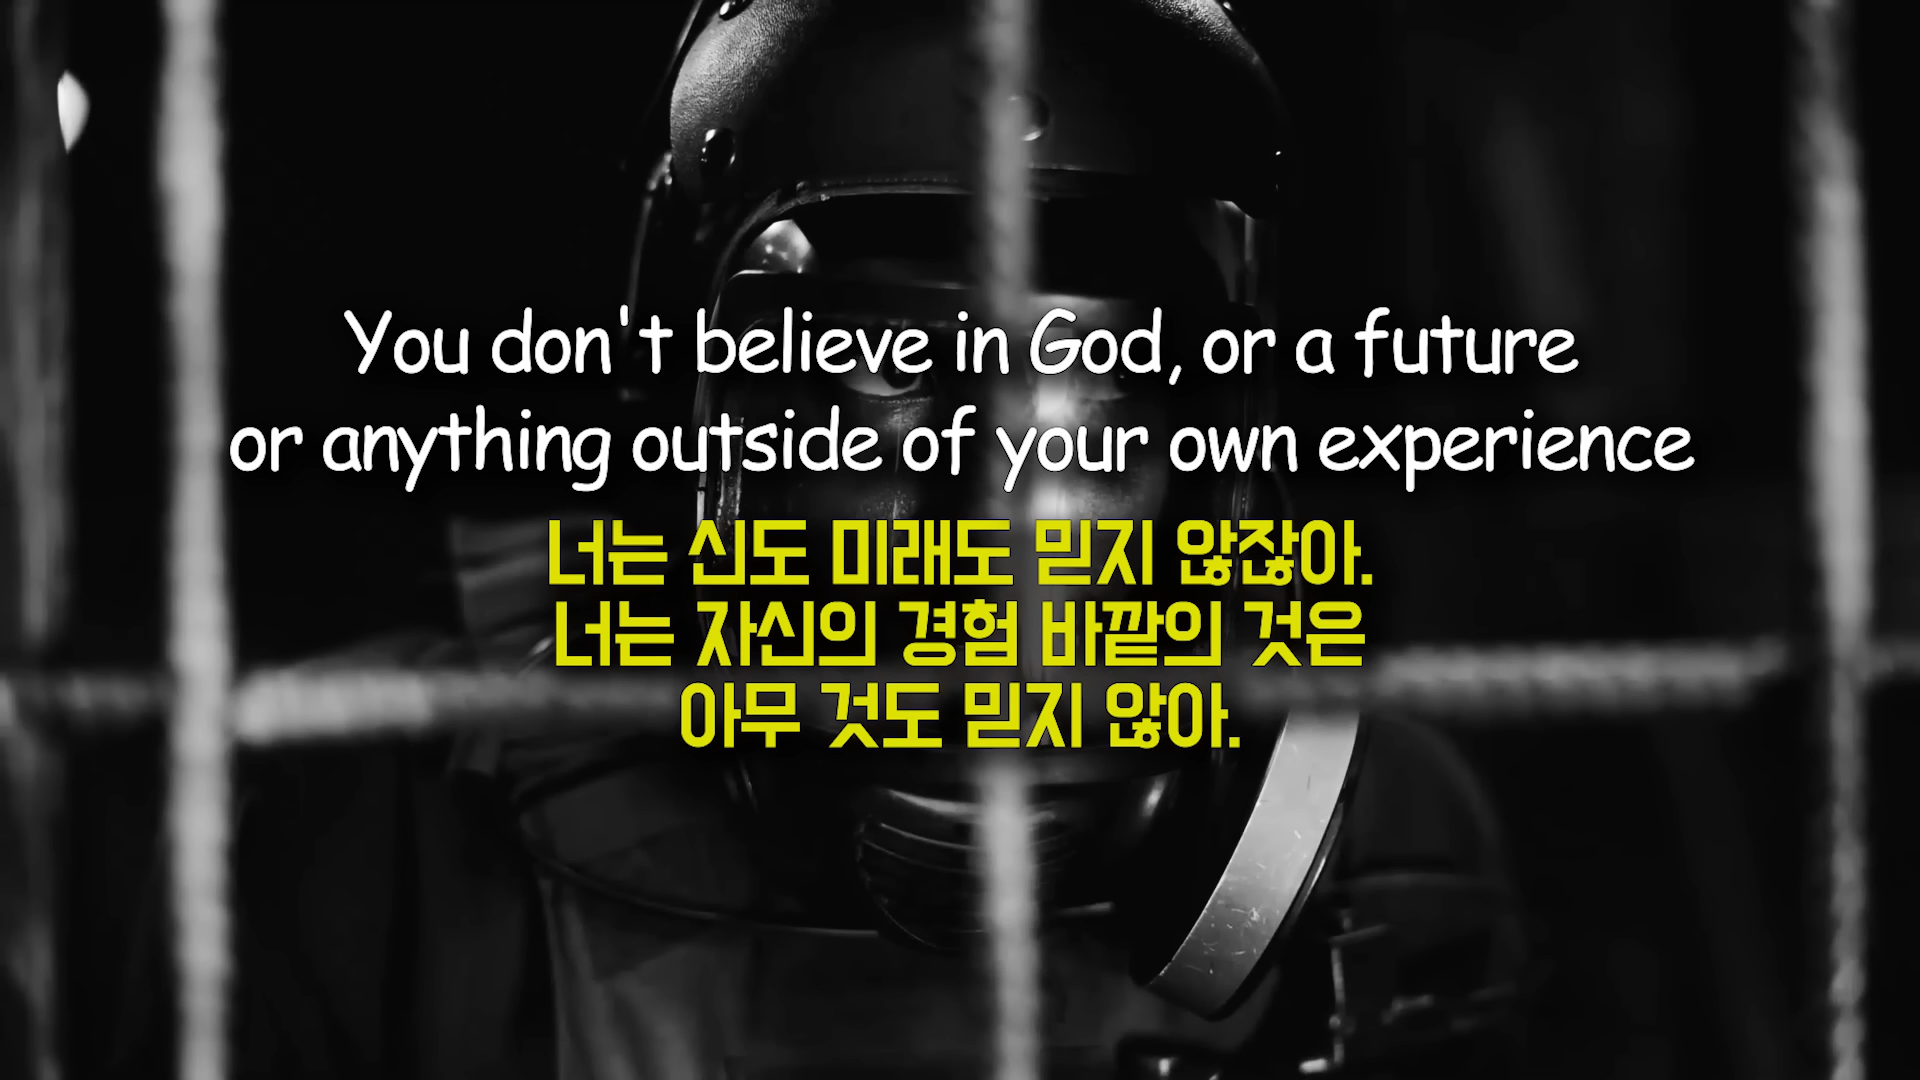 You don't believe in God, or a future
or anything outside of your own experience
너는 신도 미래도 믿지 않잖아.
너는 자신의 경험 바깥의 것은
아무 것도 믿지 않아.